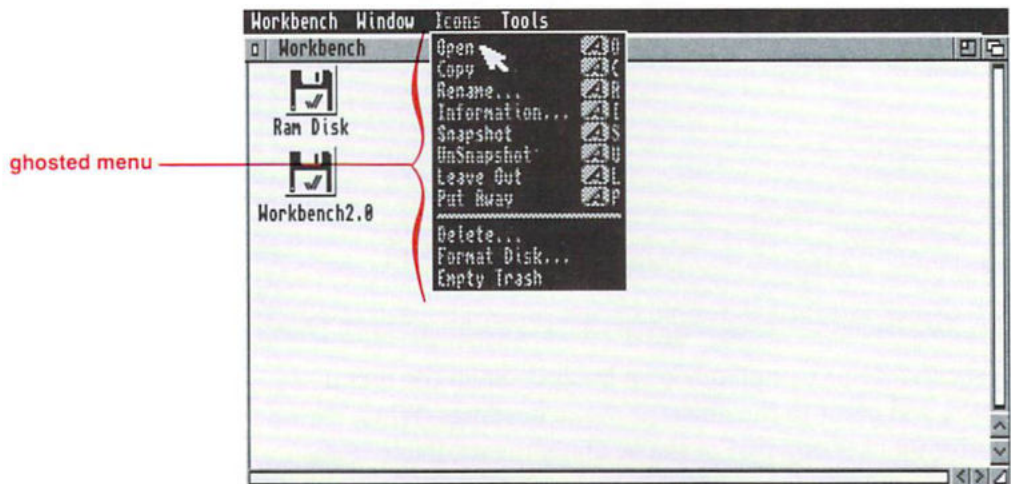 Workbench Window Icons Tools
Workbench
Open A O
Copy A C
Rename... A R
Information... A I
Snapshot A S
UnSnapshot A U
Leave Out A L
Put Away A P
Delete...
Format Disk...
Empty Trash
Ram Disk
Workbench2.0
ghosted menu